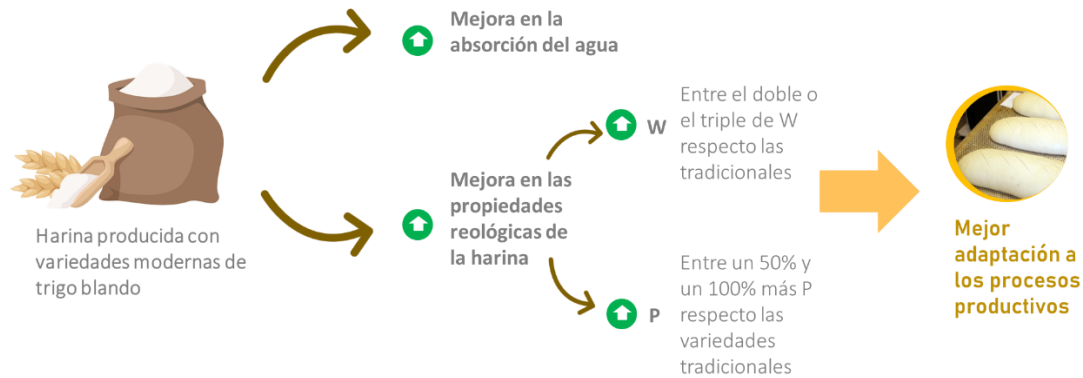 Mejora en la
absorción del agua
Harina producida con
variedades modernas de
trigo blando
Mejora en las
propiedades
reológicas de
la harina
W
Entre el doble o
el triple de W
respecto las
tradicionales
P
Entre un 50% y
un 100% más P
respecto las
variedades
tradicionales
Mejor
adaptación a
los procesos
productivos